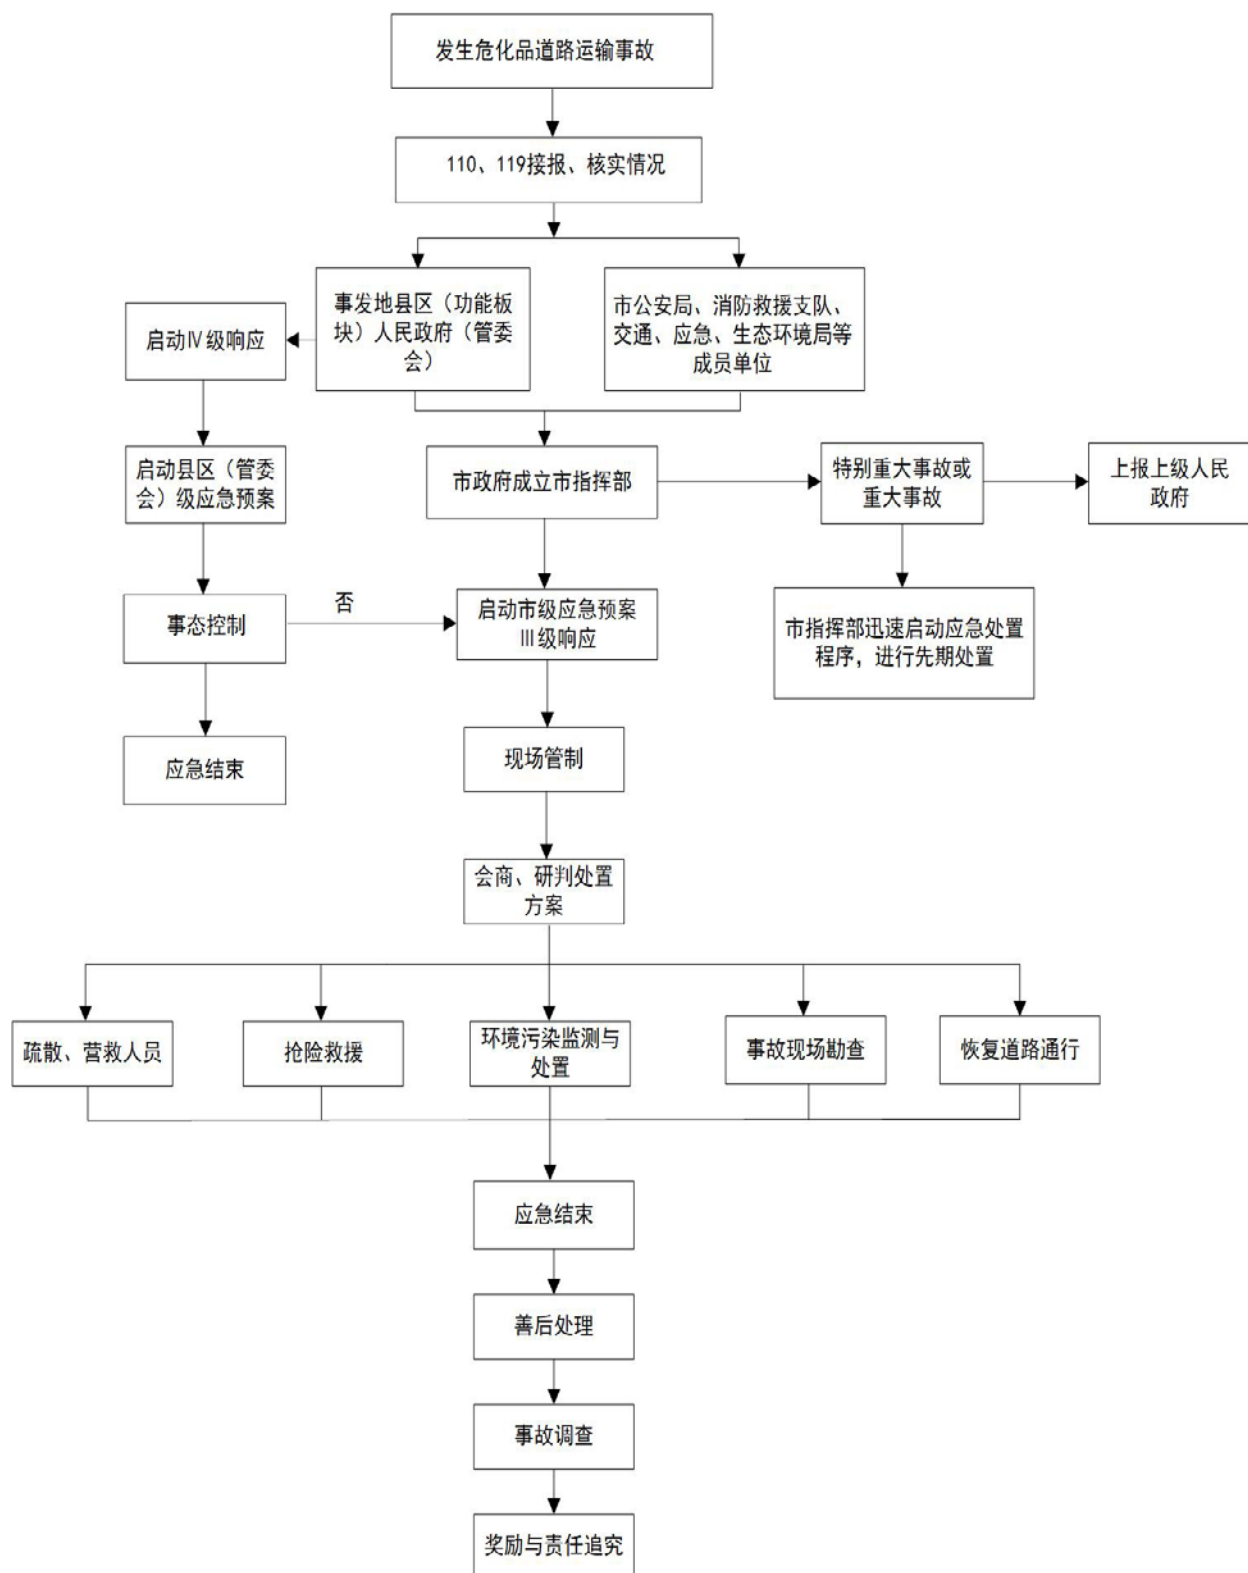 发生危化品道路运输事故
110、119接报、核实情况
事发地县区（功能板
块）人民政府（管委
会）
市公安局、消防救援支队、
交通、应急、生态环境局等
成员单位
启动Ⅳ级响应
启动县区（管委
会）级应急预案
市政府成立市指挥部
特别重大事故或
重大事故
上报上级人民
政府
事态控制
否
启动市级应急预案
Ⅲ级响应
市指挥部迅速启动应急处置
程序，进行先期处置
应急结束
现场管制
会商、研判处置
方案
疏散、营救人员
抢险救援
环境污染监测与
处置
事故现场勘查
恢复道路通行
应急结束
善后处理
事故调查
奖励与责任追究